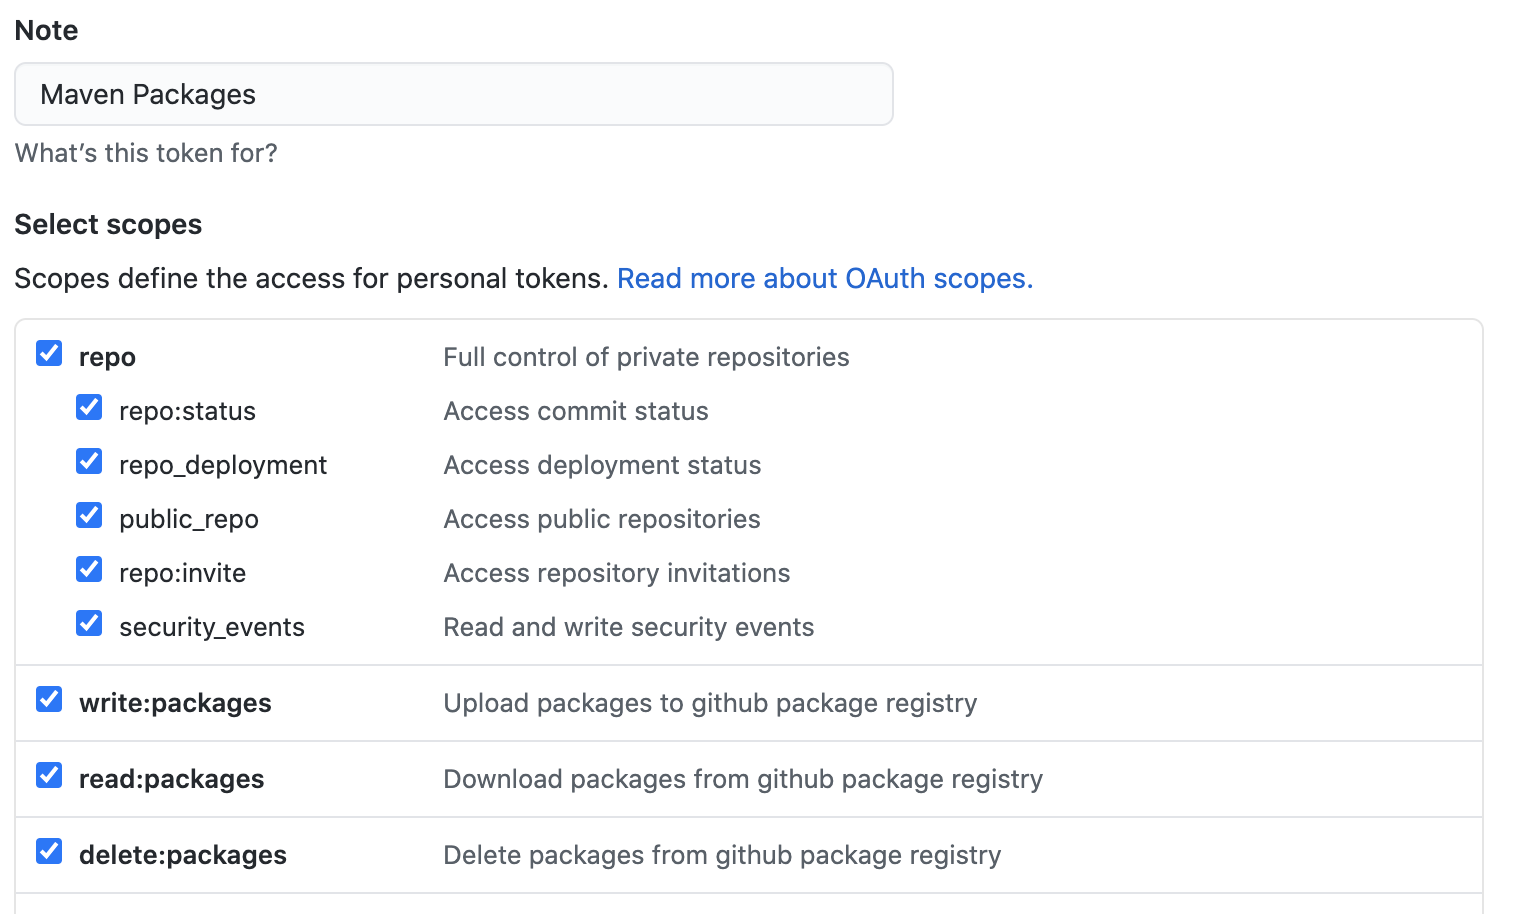 Note
Maven Packages
What's this token for?
Select scopes
Scopes define the access for personal tokens. Read more about OAuth scopes.
repo Full control of private repositories
repo:status Access commit status
repo_deployment Access deployment status
public_repo Access public repositories
repo:invite Access repository invitations
security_events Read and write security events
write:packages Upload packages to github package registry
read:packages Download packages from github package registry
delete:packages Delete packages from github package registry